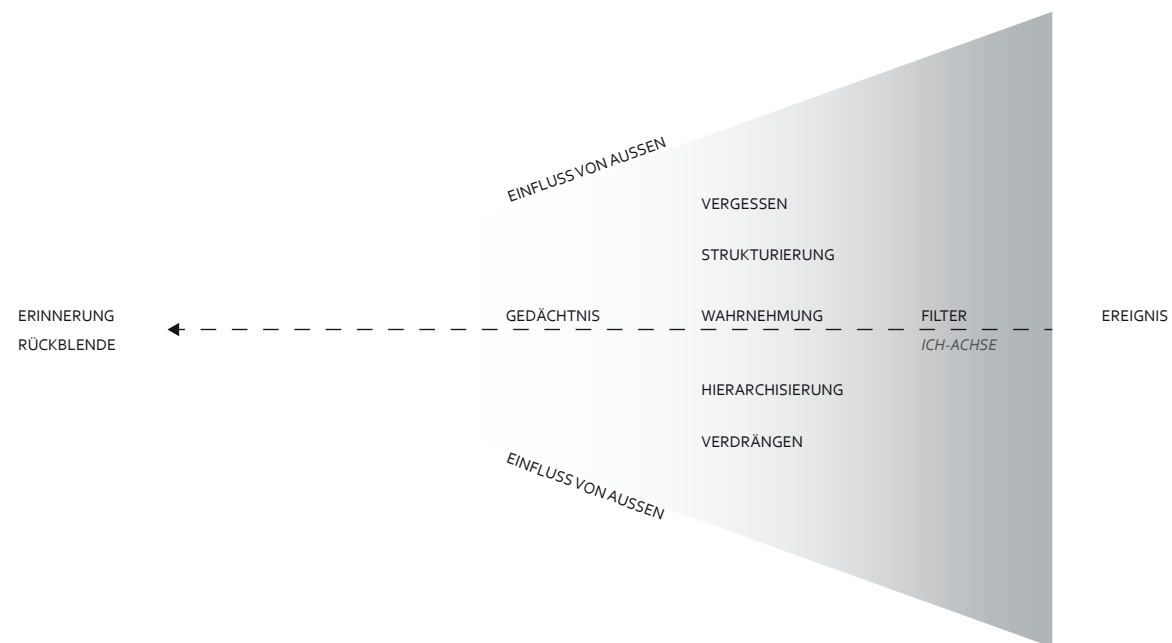 EINFLUSS VON AUSSEN
VERGESSEN
STRUKTURIERUNG
ERINNERUNG
RÜCKBLENDE
GEDÄCHTNIS
WAHRNEHMUNG
FILTER
ICH-ACHSE
EREIGNIS
HIERARCHISIERUNG
VERDRÄNGEN
EINFLUSS VON AUSSEN